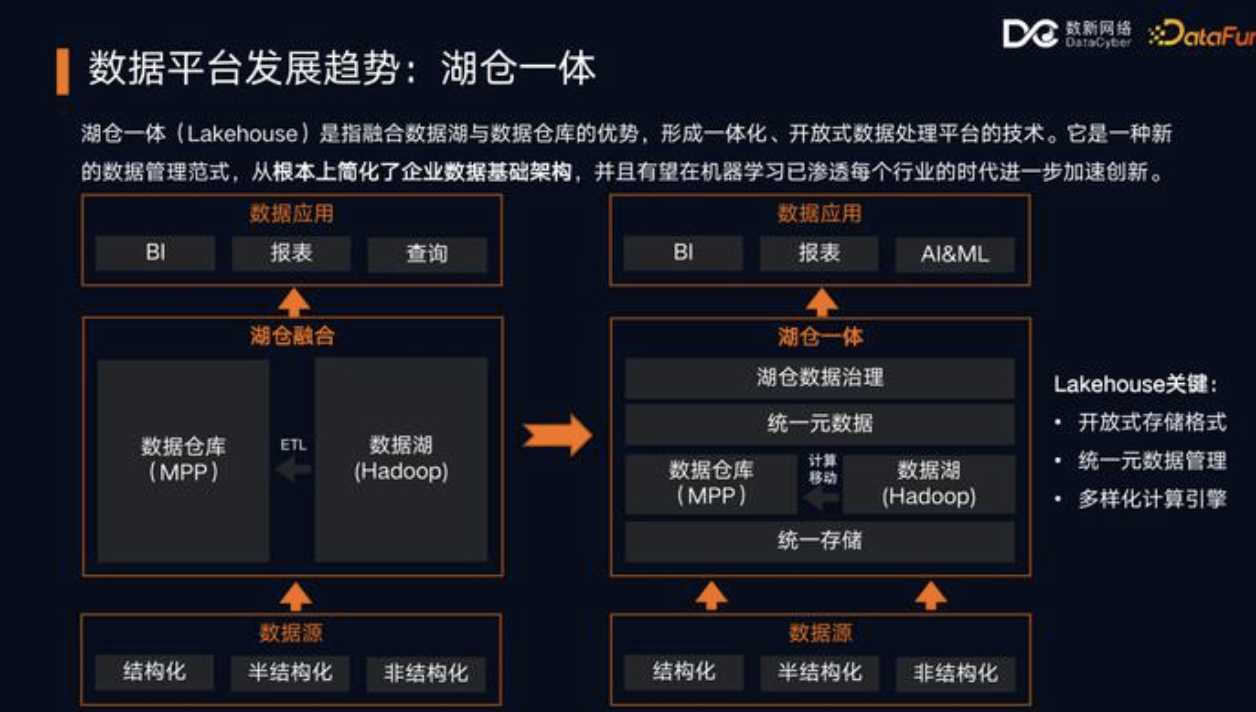 数新网络
DataCyber
DataFun
数据平台发展趋势：湖仓一体
湖仓一体（Lakehouse）是指融合数据湖与数据仓库的优势，形成一体化、开放式数据处理平台的技术。它是一种新
的数据管理范式，从根本上简化了企业数据基础架构，并且有望在机器学习已渗透每个行业的时代进一步加速创新。
数据应用
BI
报表
查询
湖仓融合
数据仓库
（MPP）
ETL
数据湖
(Hadoop)
数据源
结构化
半结构化
非结构化
数据应用
BI
报表
AI&ML
湖仓一体
湖仓数据治理
统一元数据
数据仓库
（MPP）
计算
移动
数据湖
(Hadoop)
统一存储
数据源
结构化
半结构化
非结构化
Lakehouse关键：
• 开放式存储格式
• 统一元数据管理
• 多样化计算引擎